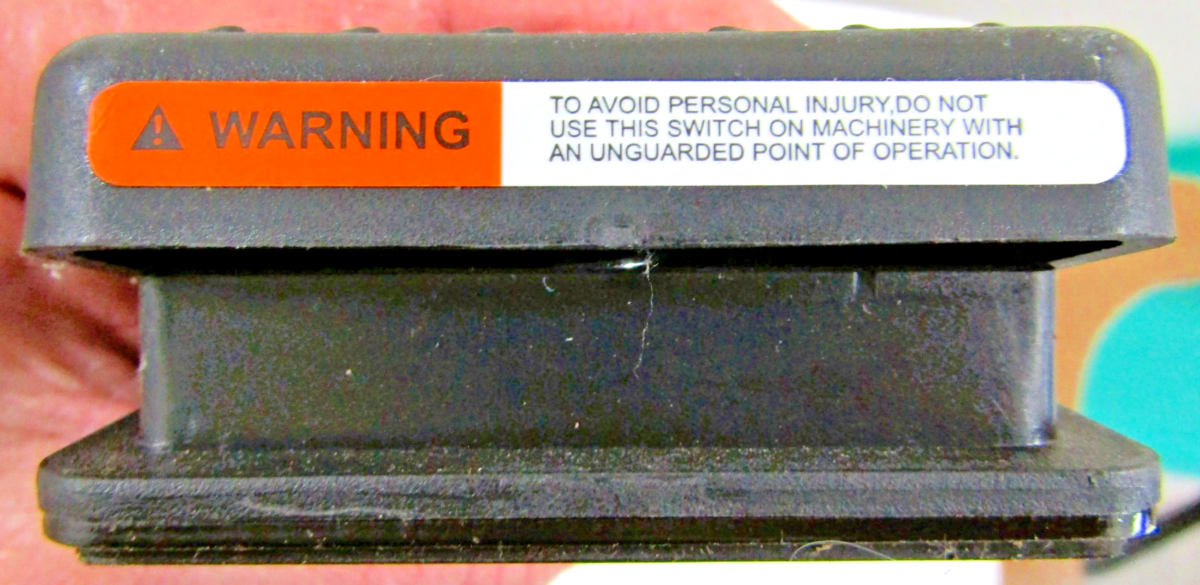 WARNING
TO AVOID PERSONAL INJURY,DO NOT
USE THIS SWITCH ON MACHINERY WITH
AN UNGUARDED POINT OF OPERATION.